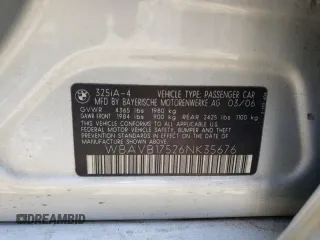 BMW
325iA-4 VEHICLE TYPE: PASSENGER CAR
MFD BY BAYERISCHE MOTORENWERKE AG 03/06
GVWR 4365 lbs 1980 kg
GAWR FRONT 1984 lbs 900 kg REAR 2425 lbs 1100 kg
THIS VEHICLE CONFORMS TO ALL APPLICABLE
FEDERAL MOTOR VEHICLE SAFETY, BUMPER, AND
THEFT PREVENTION STANDARDS IN EFFECT ON THE
DATE OF MANUFACTURE SHOWN ABOVE.
WBAVB17526NK35676
AUTOBIDMASTER